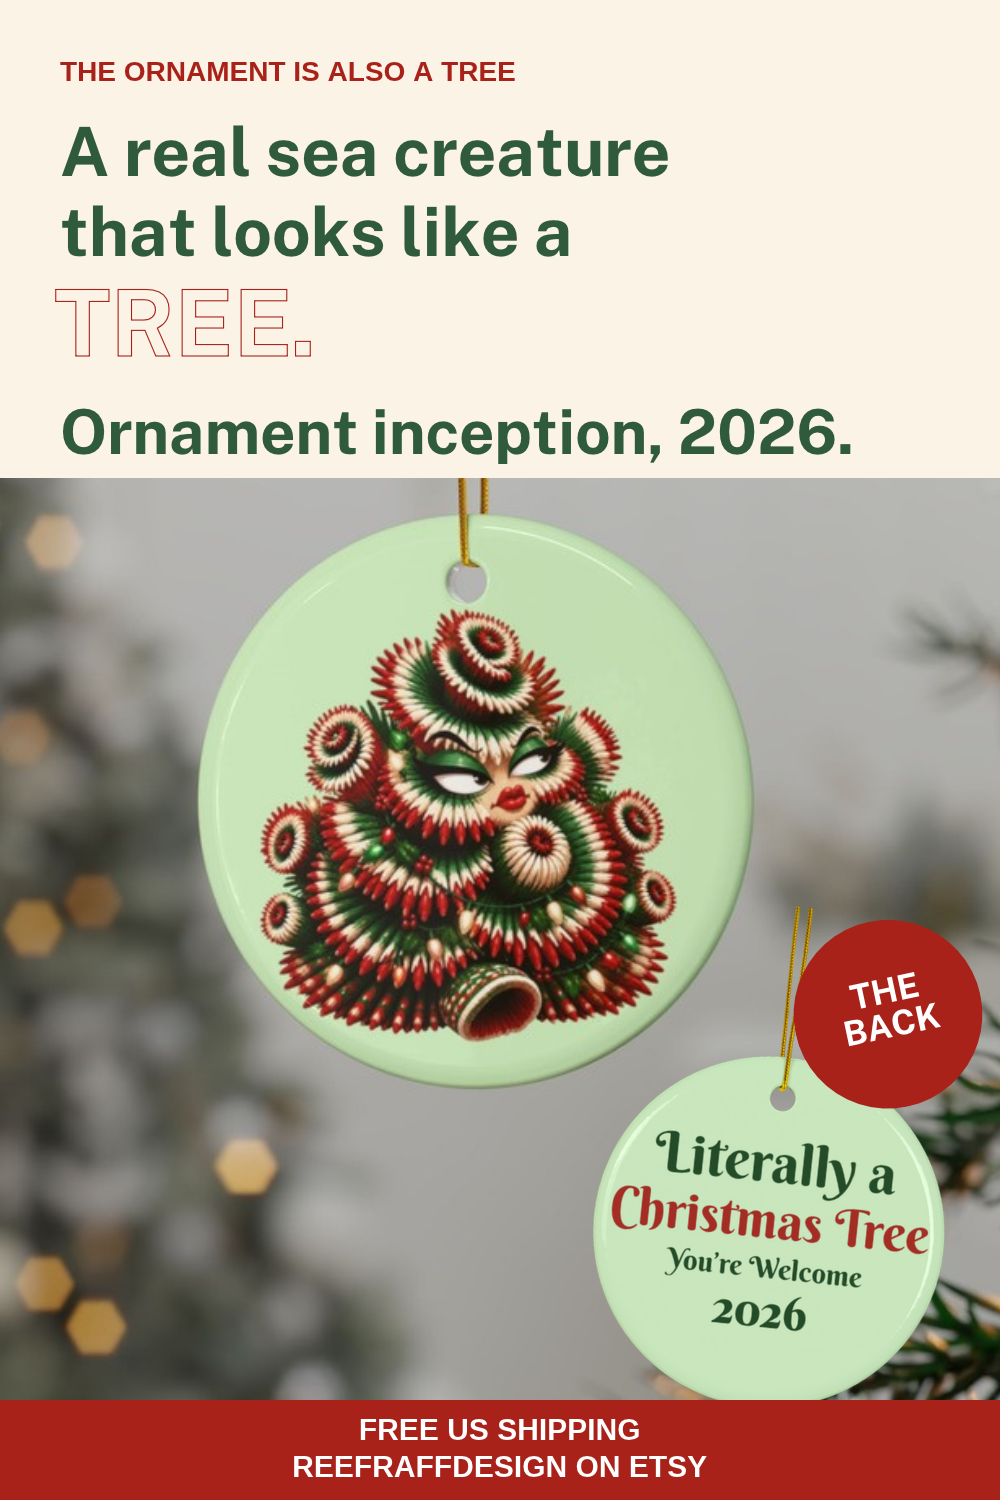 THE ORNAMENT IS ALSO A TREE
A real sea creature
that looks like a
TREE.
Ornament inception, 2026.
THE
BACK
Literally a
Christmas Tree
You're Welcome
2026
FREE US SHIPPING
REEFRAFFDESIGN ON ETSY